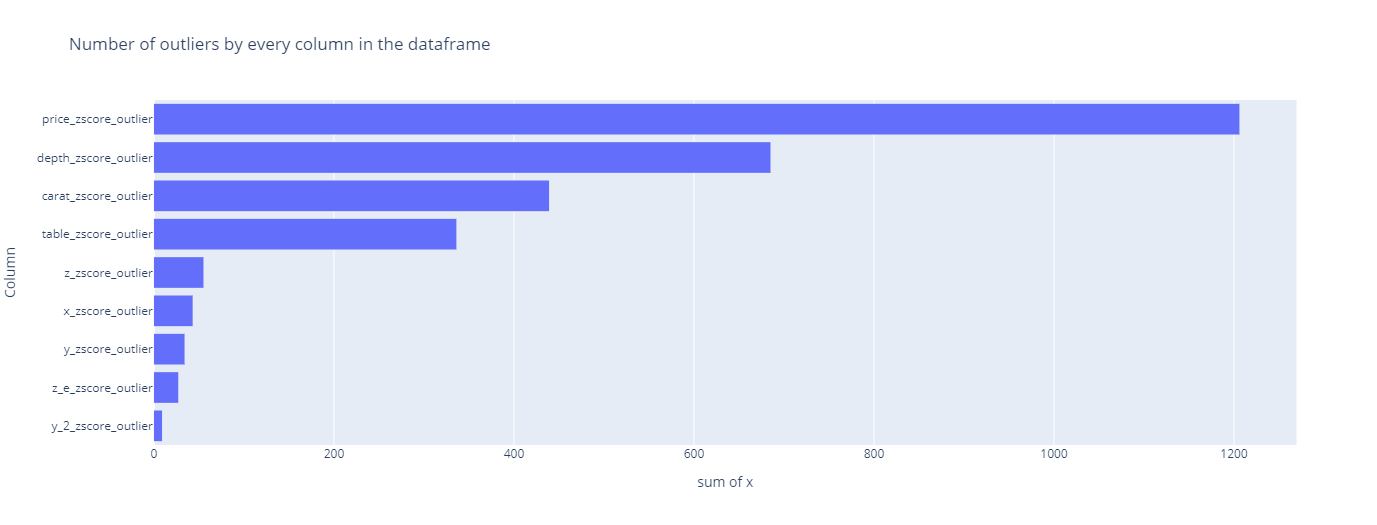 Number of outliers by every column in the dataframe
Column
price_zscore_outlier
depth_zscore_outlier
carat_zscore_outlier
table_zscore_outlier
z_zscore_outlier
x_zscore_outlier
y_zscore_outlier
z_e_zscore_outlier
y_2_zscore_outlier
0 200 400 600 800 1000 1200
sum of x